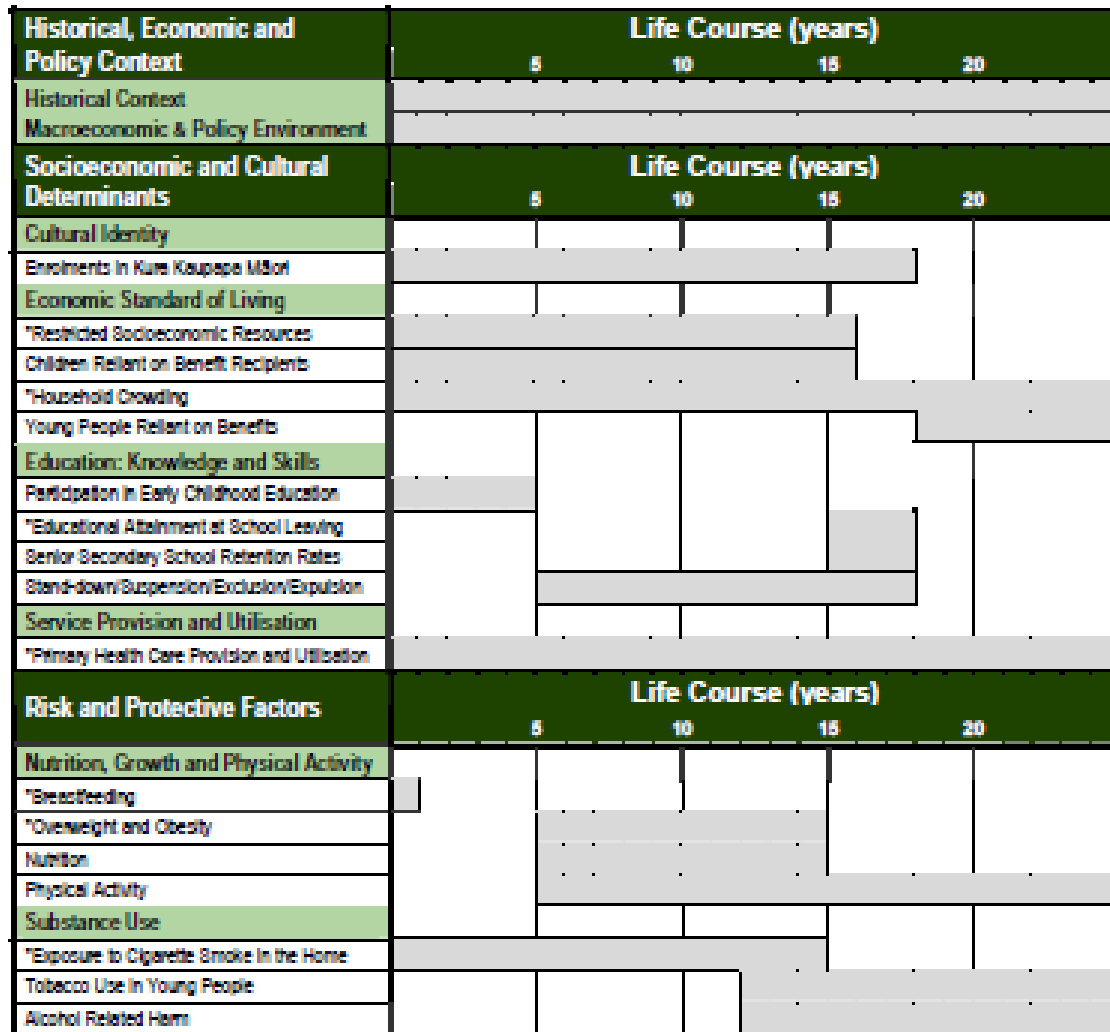 Historical, Economic and
Policy Context
Life Course (years)
5 10 15 20
Historical Context
Macroeconomic & Policy Environment
Socioeconomic and Cultural
Determinants
Life Course (years)
5 10 15 20
Cultural Identity
Enrolments in Kura Kaupapa Māori
Economic Standard of Living
*Restricted Socioeconomic Resources
Children Reliant on Benefit Recipients
*Household Crowding
Young People Reliant on Benefits
Education: Knowledge and Skills
Participation in Early Childhood Education
*Educational Attainment at School Leaving
Senior Secondary School Retention Rates
Stand-down/Suspension/Exclusion/Expulsion
Service Provision and Utilisation
*Primary Health Care Provision and Utilisation
Risk and Protective Factors
Life Course (years)
5 10 15 20
Nutrition, Growth and Physical Activity
*Breastfeeding
*Overweight and Obesity
Nutrition
Physical Activity
Substance Use
*Exposure to Cigarette Smoke in the Home
Tobacco Use in Young People
Alcohol Related Harm